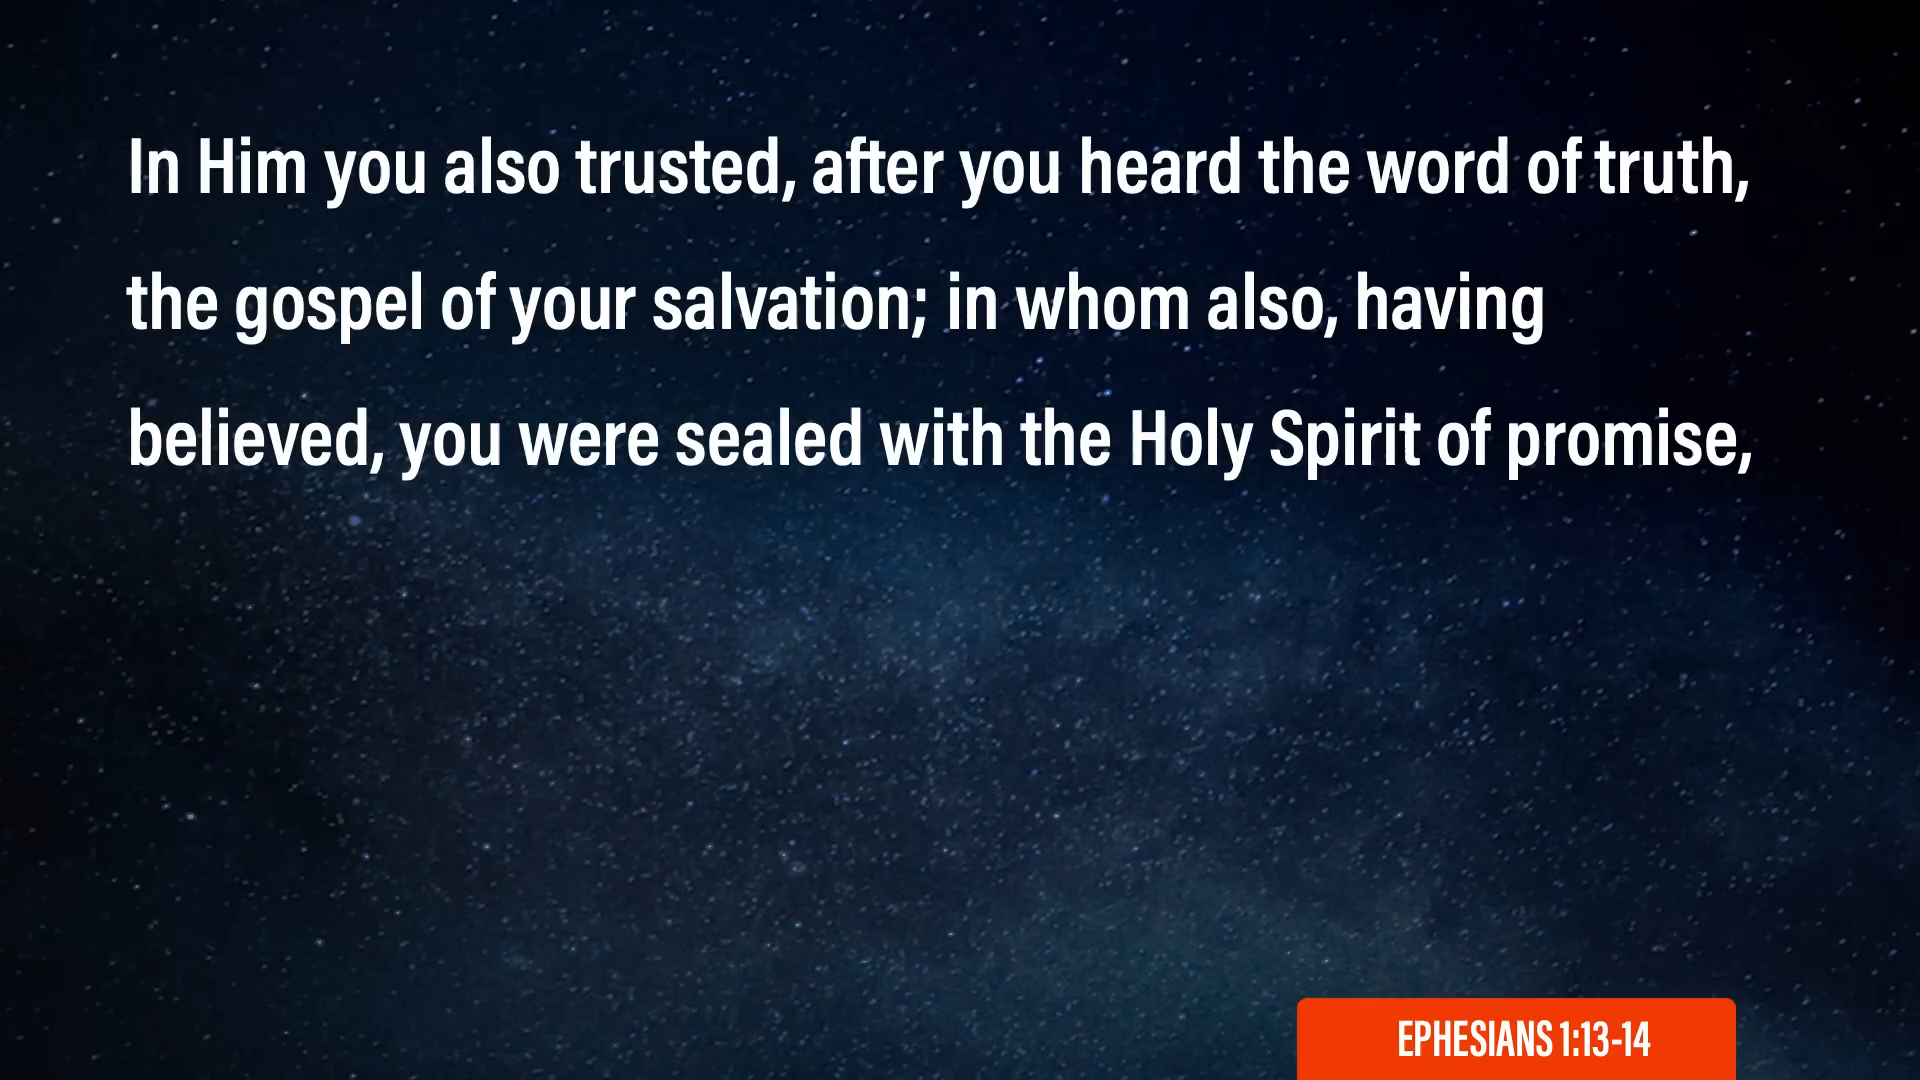 In Him you also trusted, after you heard the word of truth,
the gospel of your salvation; in whom also, having
believed, you were sealed with the Holy Spirit of promise,
EPHESIANS 1:13-14